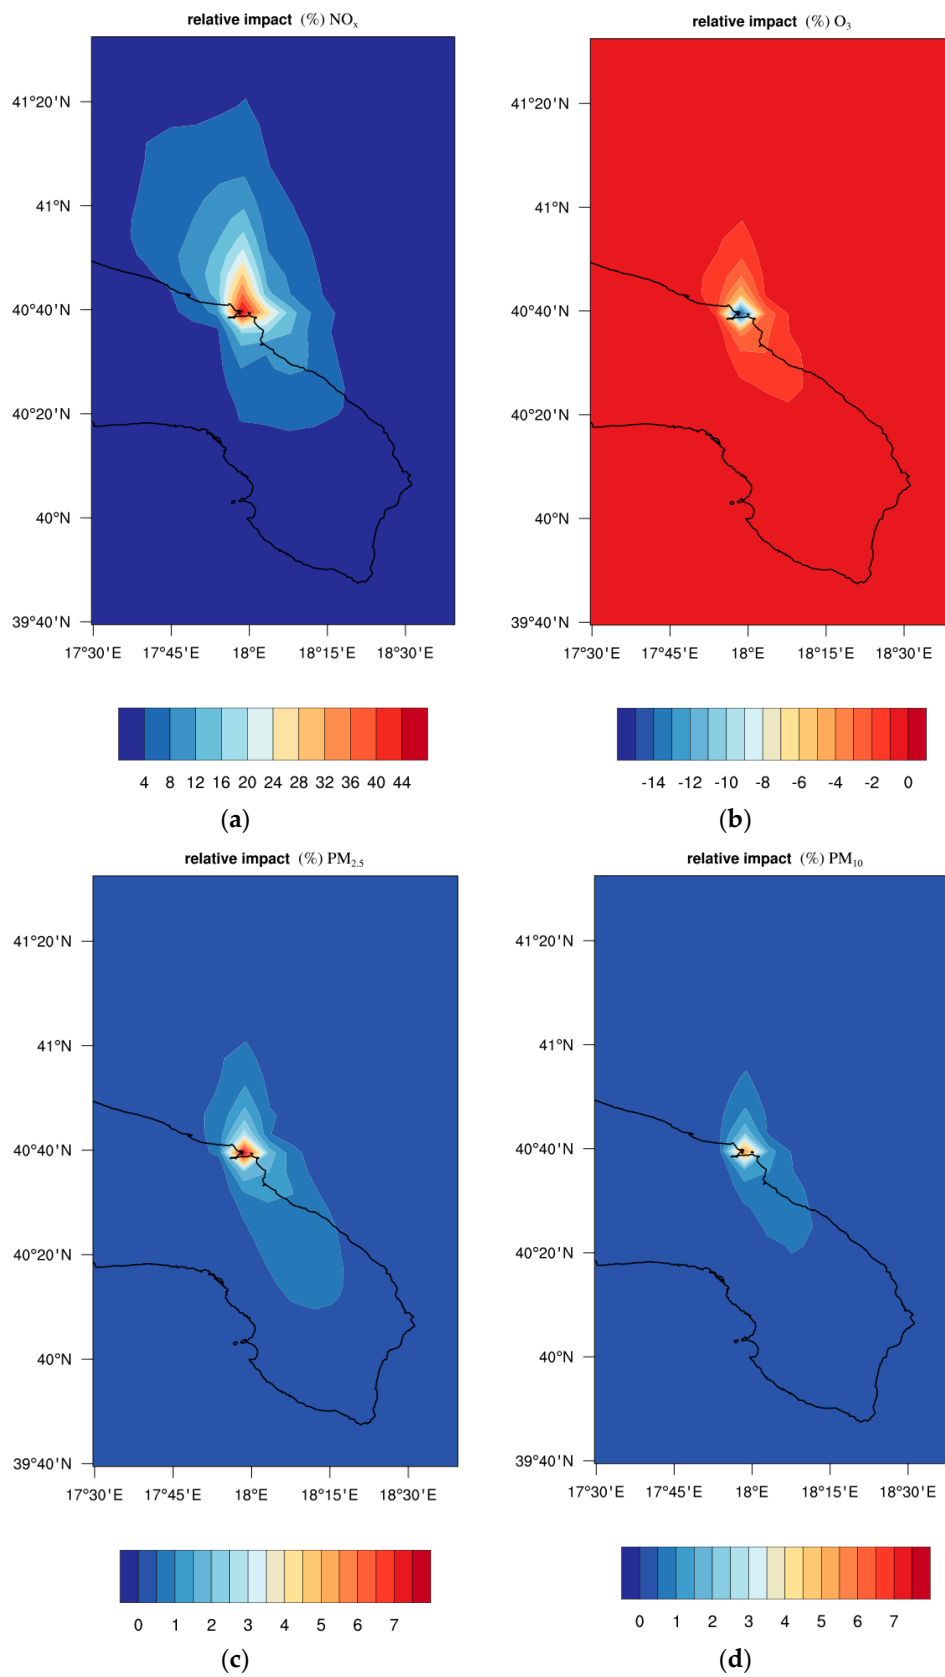 relative impact (%) NOx
relative impact (%) O3
41°20'N
41°N
40°40'N
40°20'N
40°N
39°40'N
17°30'E 17°45'E 18°E 18°15'E 18°30'E
4 8 12 16 20 24 28 32 36 40 44
(a)
41°20'N
41°N
40°40'N
40°20'N
40°N
39°40'N
17°30'E 17°45'E 18°E 18°15'E 18°30'E
-14 -12 -10 -8 -6 -4 -2 0
(b)
relative impact (%) PM2.5
41°20'N
41°N
40°40'N
40°20'N
40°N
39°40'N
17°30'E 17°45'E 18°E 18°15'E 18°30'E
0 1 2 3 4 5 6 7
(c)
relative impact (%) PM10
41°20'N
41°N
40°40'N
40°20'N
40°N
39°40'N
17°30'E 17°45'E 18°E 18°15'E 18°30'E
0 1 2 3 4 5 6 7
(d)